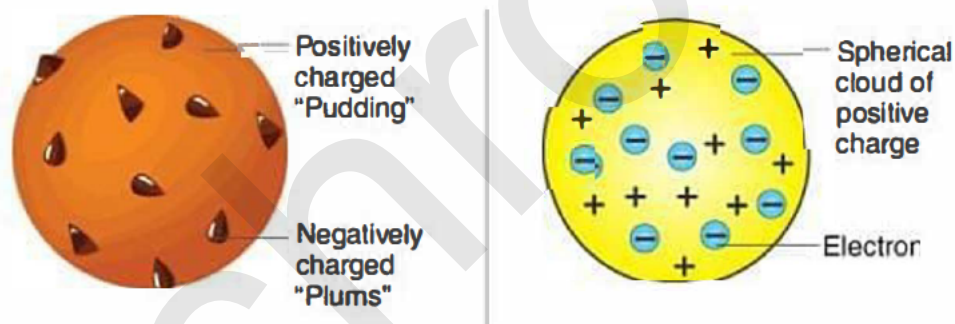 Positively
charged
"Pudding"
Negatively
charged
"Plums"
Spherical
cloud of
positive
charge
Electron